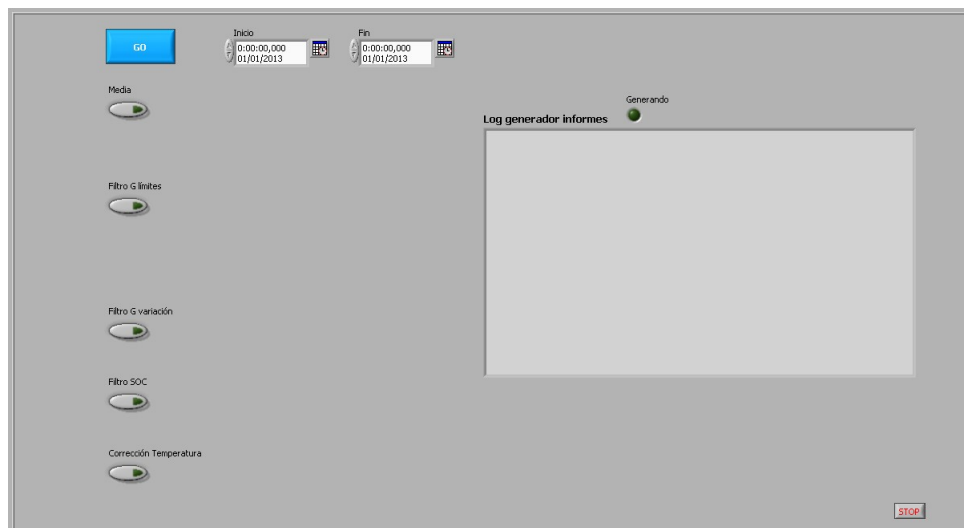 GO
Inicio
0:00:00,000
01/01/2013
Fin
0:00:00,000
01/01/2013
Media
Generando
Log generador informes
Filtro G límites
Filtro G variación
Filtro SOC
Corrección Temperatura
STOP